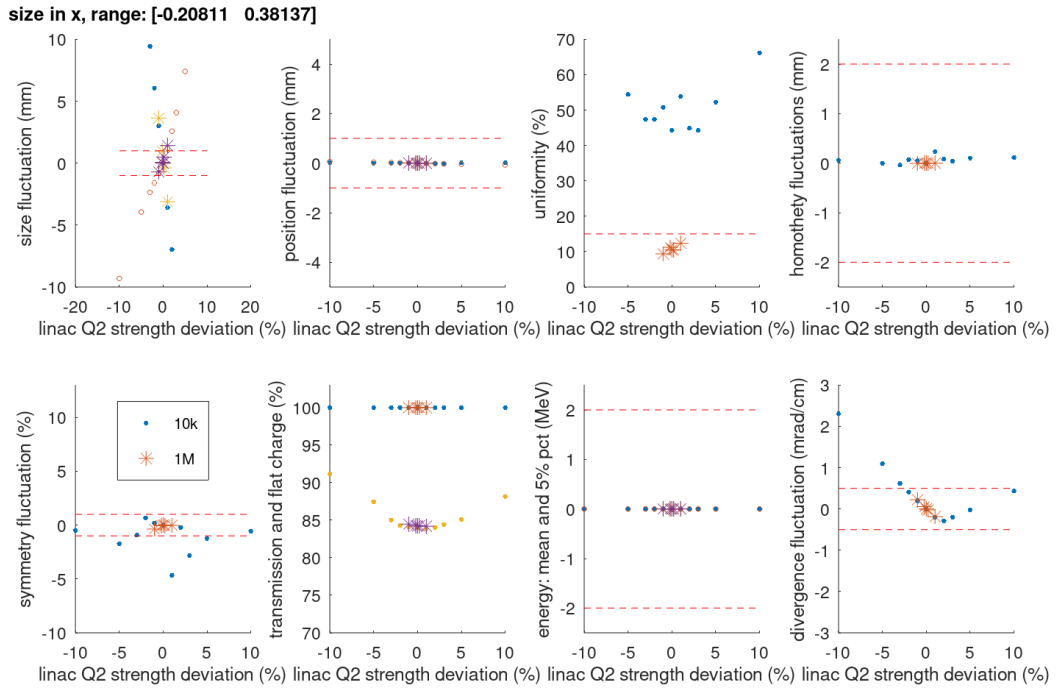 size in x, range: [-0.20811 0.38137]
10
5
0
-5
-10
size fluctuation (mm)
-20 -10 0 10 20
linac Q2 strength deviation (%)
4
2
0
-2
-4
position fluctuation (mm)
-10 -5 0 5 10
linac Q2 strength deviation (%)
70
60
50
40
30
20
10
0
uniformity (%)
-10 -5 0 5 10
linac Q2 strength deviation (%)
2
1
0
-1
-2
homothety fluctuations (mm)
-10 -5 0 5 10
linac Q2 strength deviation (%)
10
5
0
-5
-10
symmetry fluctuation (%)
10k
1M
-10 -5 0 5 10
linac Q2 strength deviation (%)
100
95
90
85
80
75
70
transmission and flat charge (%)
-10 -5 0 5 10
linac Q2 strength deviation (%)
2
1
0
-1
-2
energy: mean and 5% pct (MeV)
-10 -5 0 5 10
linac Q2 strength deviation (%)
3
2
1
0
-1
-2
-3
divergence fluctuation (mrad/cm)
-10 -5 0 5 10
linac Q2 strength deviation (%)